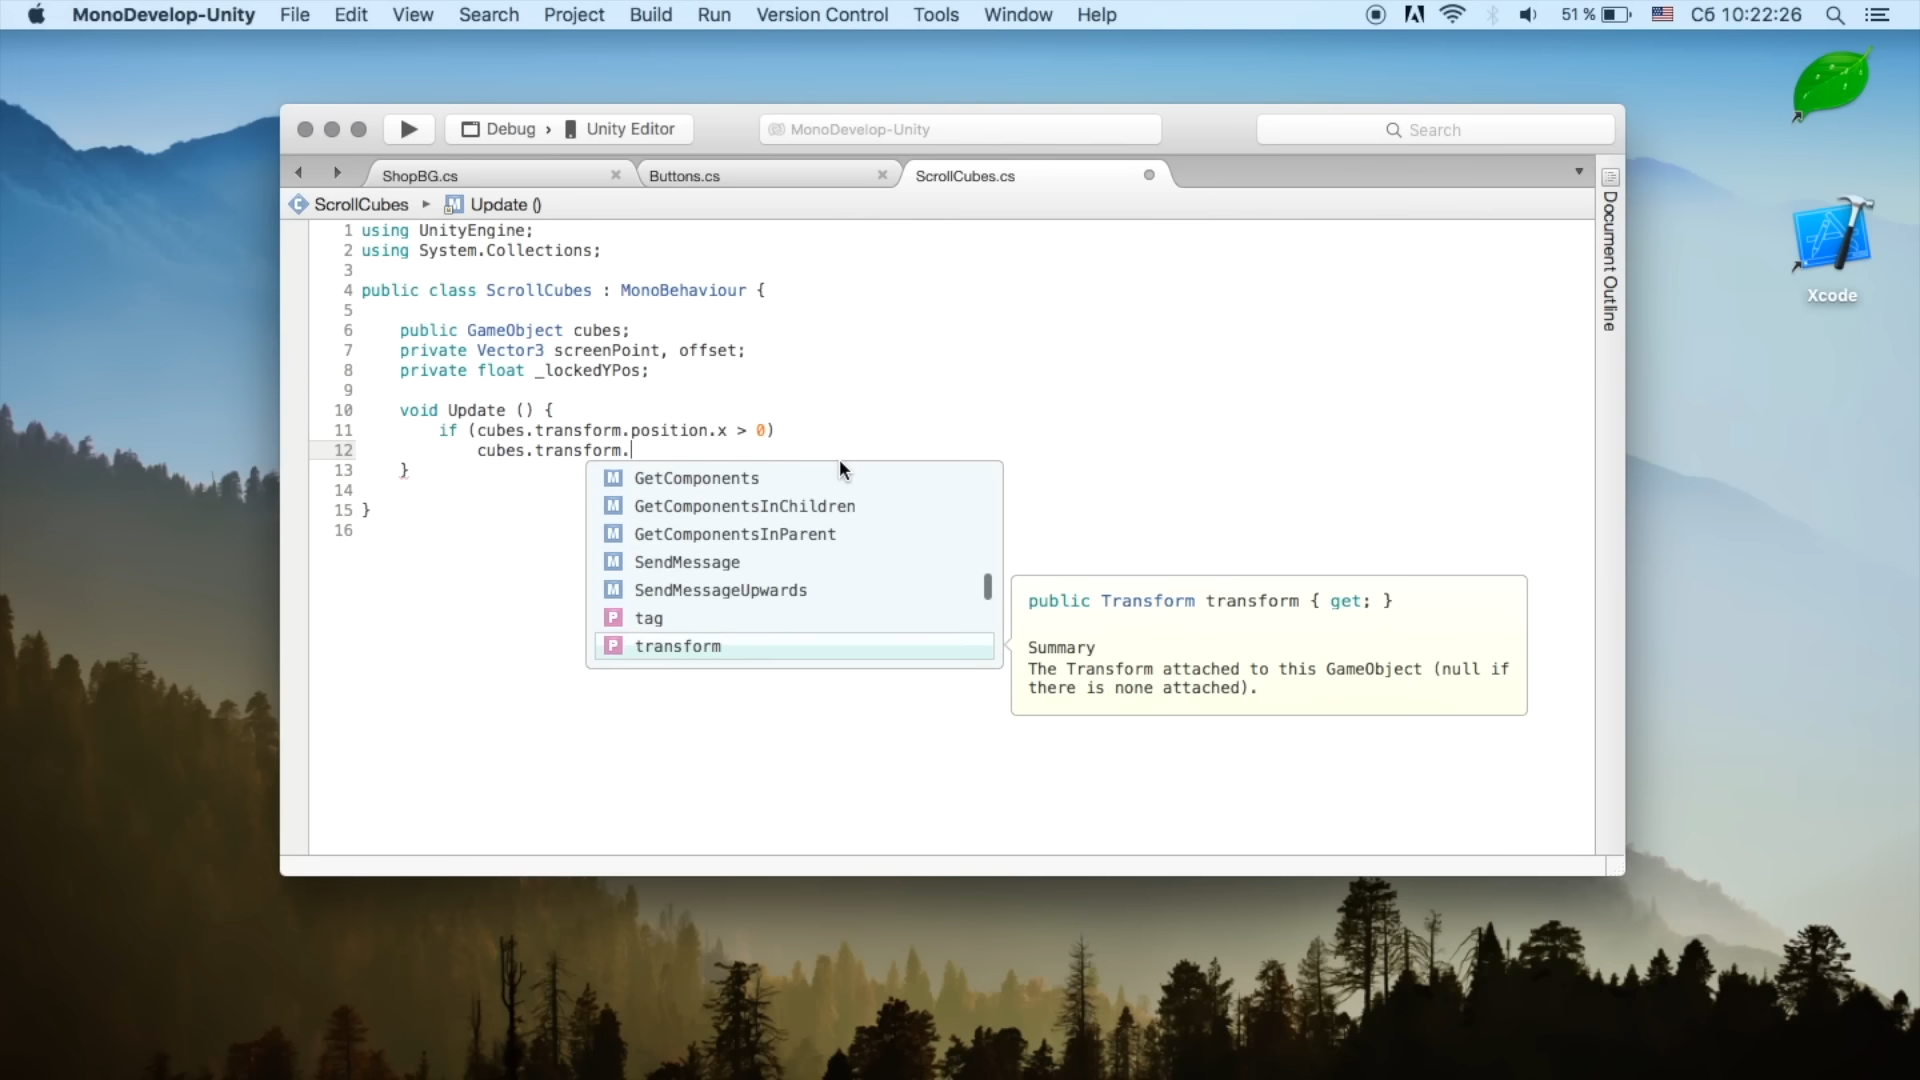 MonoDevelop-Unity File Edit View Search Project Build Run Version Control Tools Window Help 51 % Сб 10:22:26
Debug › Unity Editor MonoDevelop-Unity Search
ShopBG.cs Buttons.cs ScrollCubes.cs
ScrollCubes Update ()
Document Outline
Xcode
1 using UnityEngine;
2 using System.Collections;
3
4 public class ScrollCubes : MonoBehaviour {
5
6 public GameObject cubes;
7 private Vector3 screenPoint, offset;
8 private float _lockedYPos;
9
10 void Update () {
11 if (cubes.transform.position.x > 0)
12 cubes.transform.
13 }
14
15 }
16
M GetComponents
M GetComponentsInChildren
M GetComponentsInParent
M SendMessage
M SendMessageUpwards
P tag
P transform
public Transform transform { get; }
Summary
The Transform attached to this GameObject (null if
there is none attached).